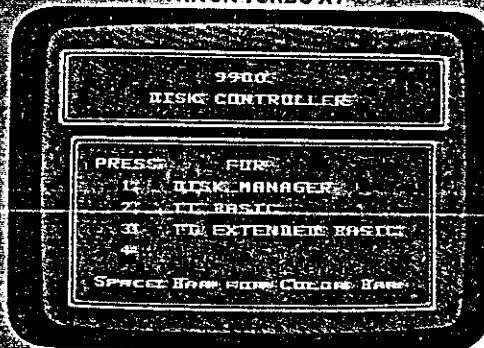 9900
DISK CONTROLLER
PRESS FOR
1 DISK MANAGER
2 TI BASIC
3 TI EXTENDED BASIC
4
SPACE BAR FOR COLOR BAR